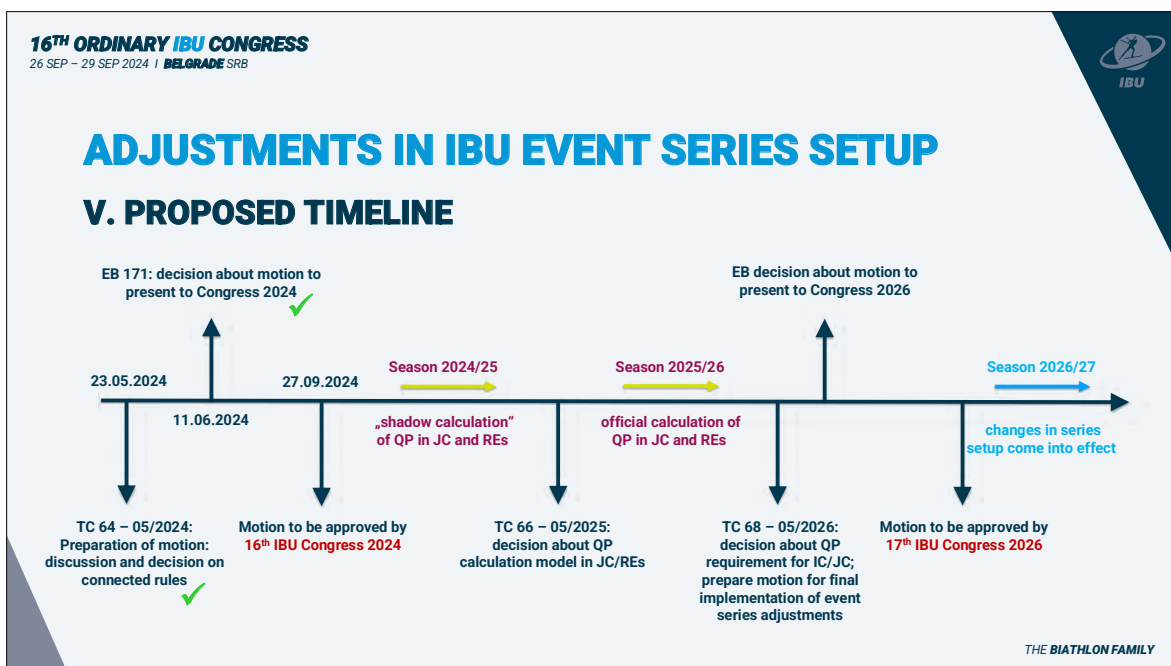 16TH ORDINARY IBU CONGRESS
26 SEP – 29 SEP 2024 I BELGRADE SRB
IBU
ADJUSTMENTS IN IBU EVENT SERIES SETUP
V. PROPOSED TIMELINE
EB 171: decision about motion to
present to Congress 2024
EB decision about motion to
present to Congress 2026
23.05.2024
27.09.2024
Season 2024/25
Season 2025/26
Season 2026/27
11.06.2024
„shadow calculation“
of QP in JC and REs
official calculation of
QP in JC and REs
changes in series
setup come into effect
TC 64 – 05/2024:
Preparation of motion:
discussion and decision on
connected rules
Motion to be approved by
16th IBU Congress 2024
TC 66 – 05/2025:
decision about QP
calculation model in JC/REs
TC 68 – 05/2026:
decision about QP
requirement for IC/JC;
prepare motion for final
implementation of event
series adjustments
Motion to be approved by
17th IBU Congress 2026
THE BIATHLON FAMILY